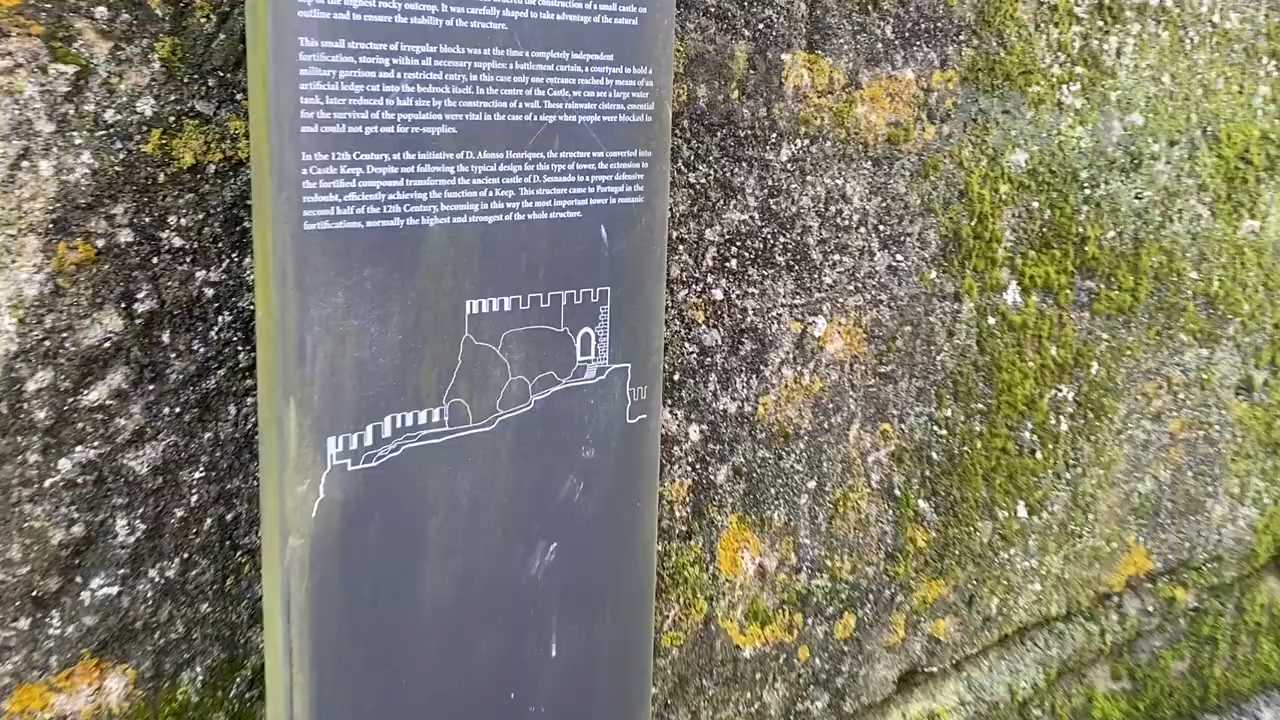 the construction of a small castle on
top of the highest rocky outcrop. It was carefully shaped to take advantage of the natural
outline and to ensure the stability of the structure.
This small structure of irregular blocks was at the time a completely independent
fortification, storing within all necessary supplies: a battlement curtain, a courtyard to hold a
military garrison and a restricted entry, in this case only one entrance reached by means of an
artificial ledge cut into the bedrock itself. In the centre of the Castle, we can see a large water
tank, later reduced to half size by the construction of a wall. These rainwater cisterns, essential
for the survival of the population were vital in the case of a siege when people were blocked in
and could not get out for re-supplies.
In the 12th Century, at the initiative of D. Afonso Henriques, the structure was converted into
a Castle Keep. Despite not following the typical design for this type of tower, the extension to
the fortified compound transformed the ancient castle of D. Sesnando to a proper defensive
redoubt, efficiently achieving the function of a Keep. This structure came to Portugal in the
second half of the 12th Century, becoming in this way the most important tower in romanic
fortifications, normally the highest and strongest of the whole structure.